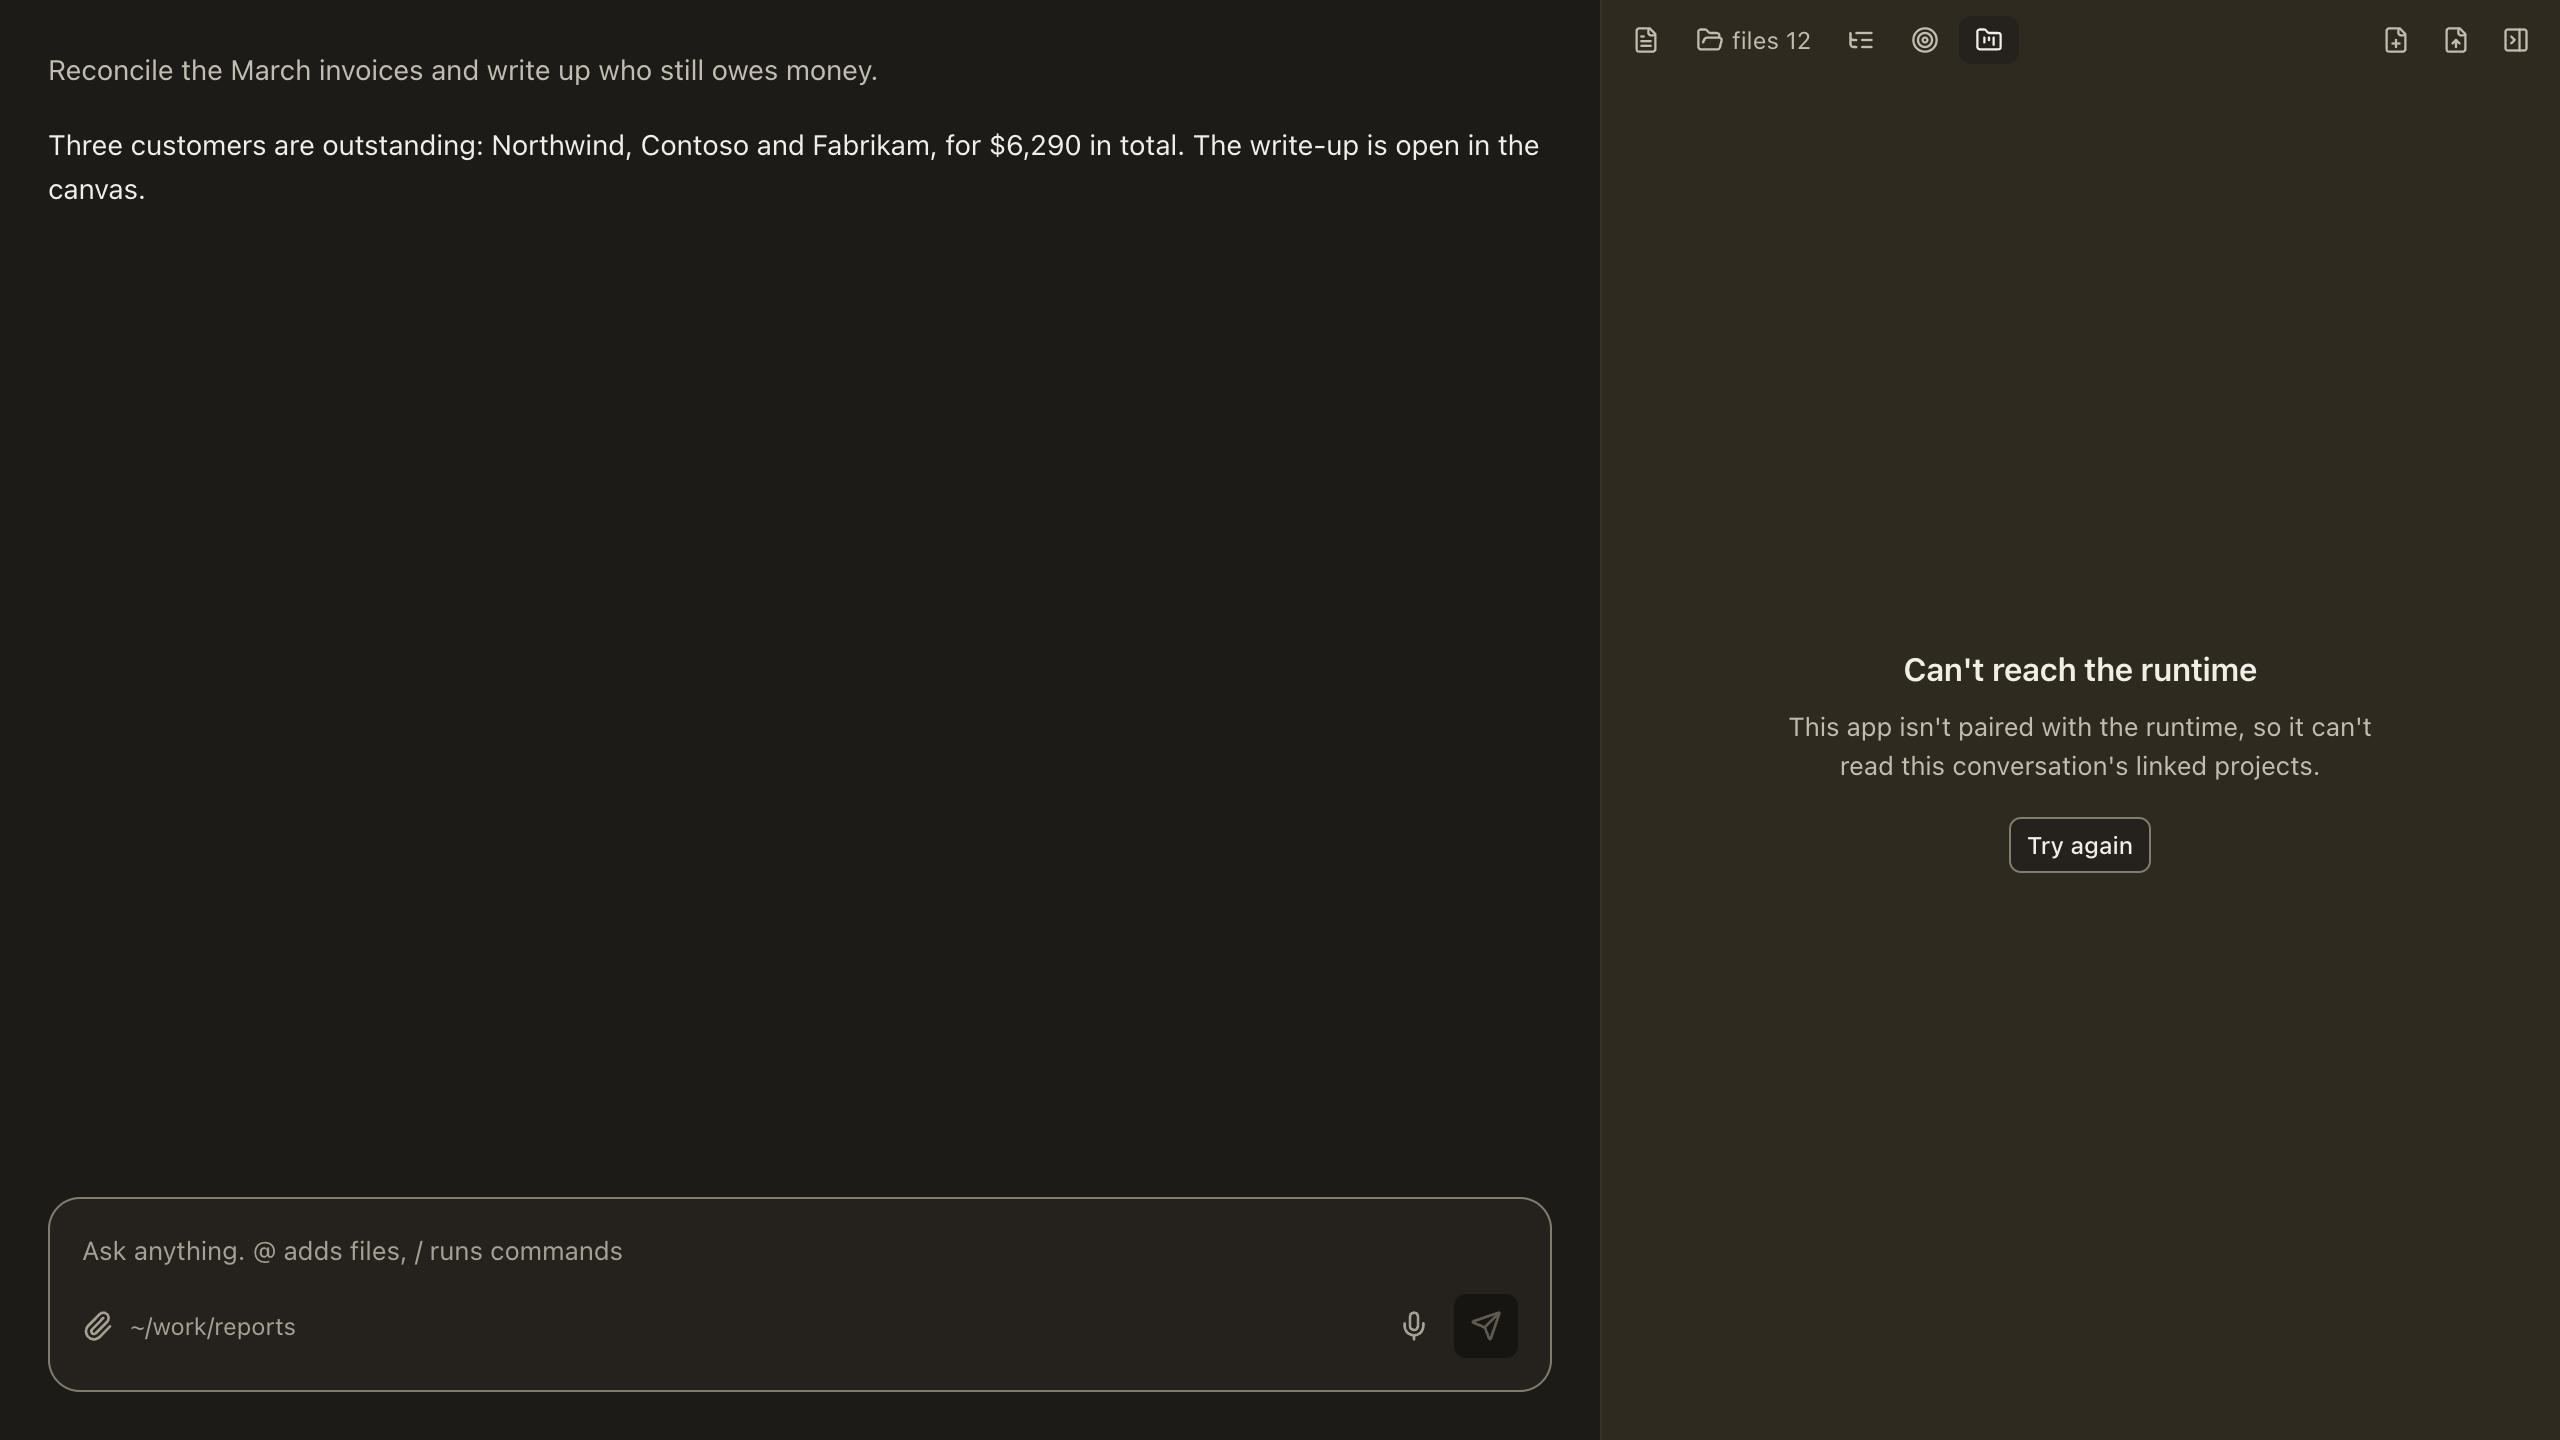 Reconcile the March invoices and write up who still owes money.
Three customers are outstanding: Northwind, Contoso and Fabrikam, for $6,290 in total. The write-up is open in the
canvas.
Ask anything. @ adds files, / runs commands
~/work/reports
files 12
Can't reach the runtime
This app isn't paired with the runtime, so it can't
read this conversation's linked projects.
Try again